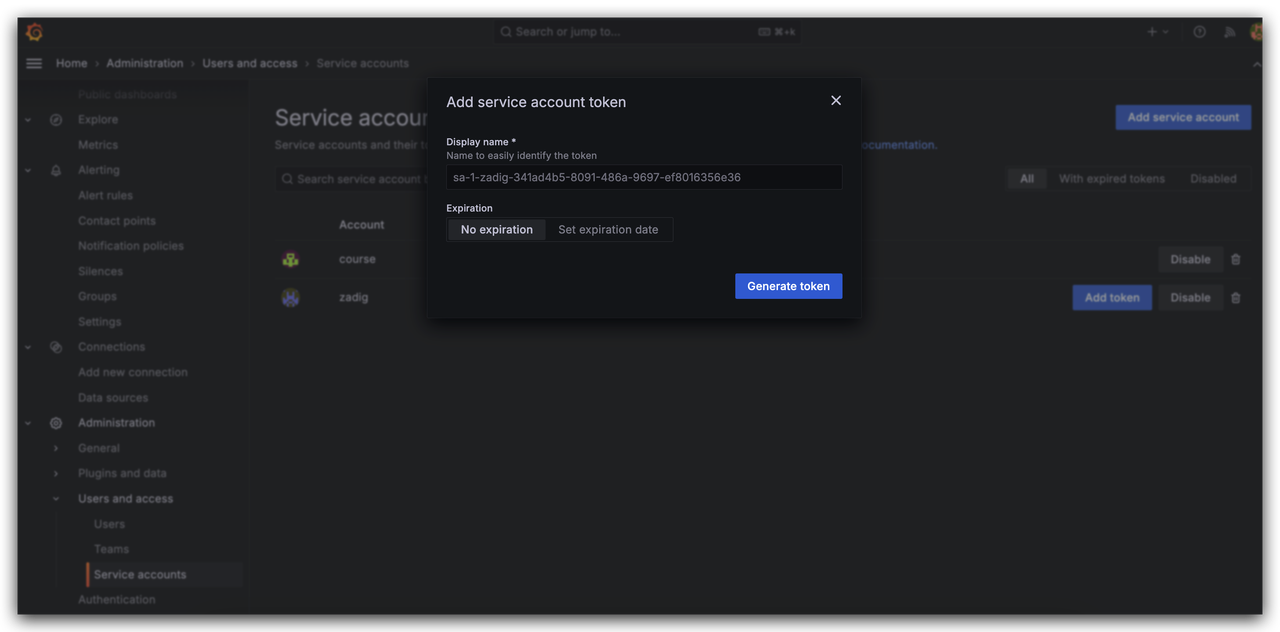 Search or jump to...
⌘+k
Home › Administration › Users and access › Service accounts
Public dashboards
Explore
Metrics
Alerting
Alert rules
Contact points
Notification policies
Silences
Groups
Settings
Connections
Add new connection
Data sources
Administration
General
Plugins and data
Users and access
Users
Teams
Service accounts
Authentication
Service accou
Add service account
Service accounts and their
ocumentation.
Search service account
All With expired tokens Disabled
Account
course
Disable
zadig
Add token Disable
Add service account token
Display name *
Name to easily identify the token
sa-1-zadig-341ad4b5-8091-486a-9697-ef8016356e36
Expiration
No expiration Set expiration date
Generate token